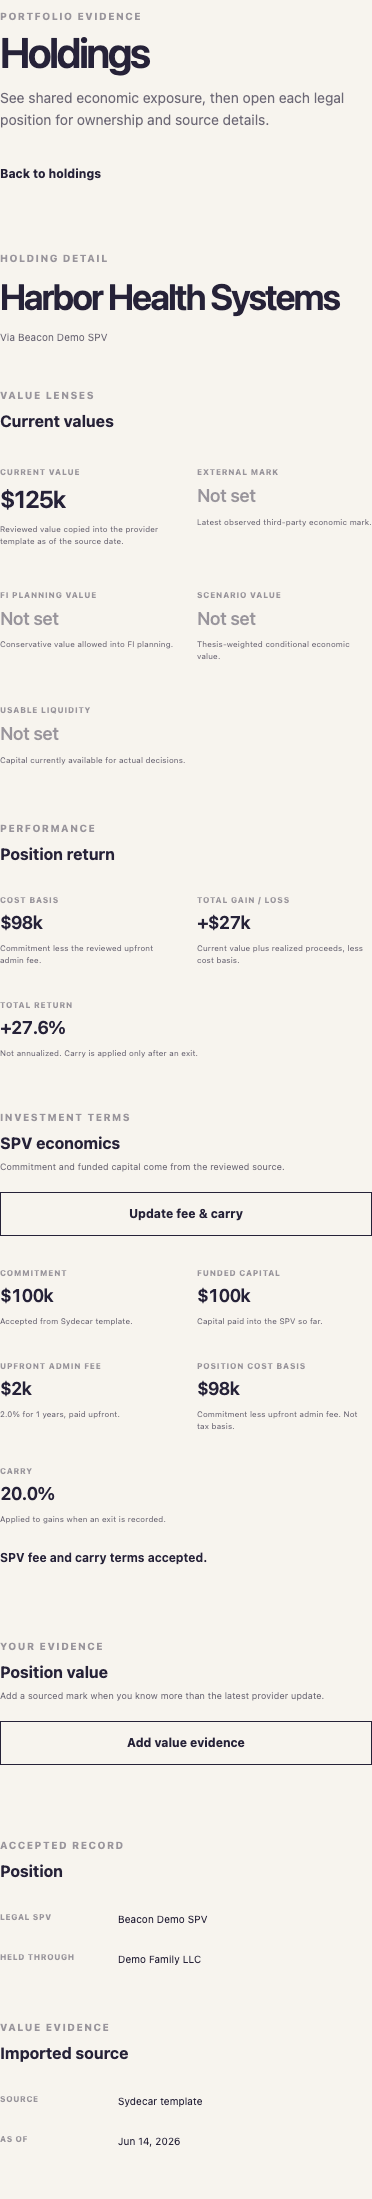 PORTFOLIO EVIDENCE
Holdings
See shared economic exposure, then open each legal
position for ownership and source details.
Back to holdings
HOLDING DETAIL
Harbor Health Systems
Via Beacon Demo SPV
VALUE LENSES
Current values
CURRENT VALUE
$125k
Reviewed value copied into the provider
template as of the source date.
EXTERNAL MARK
Not set
Latest observed third-party economic mark.
FI PLANNING VALUE
Not set
Conservative value allowed into FI planning.
SCENARIO VALUE
Not set
Thesis-weighted conditional economic
value.
USABLE LIQUIDITY
Not set
Capital currently available for actual decisions.
PERFORMANCE
Position return
COST BASIS
$98k
Commitment less the reviewed upfront
admin fee.
TOTAL GAIN / LOSS
+$27k
Current value plus realized proceeds, less
cost basis.
TOTAL RETURN
+27.6%
Not annualized. Carry is applied only after an exit.
INVESTMENT TERMS
SPV economics
Commitment and funded capital come from the reviewed source.
Update fee & carry
COMMITMENT
$100k
Accepted from Sydecar template.
FUNDED CAPITAL
$100k
Capital paid into the SPV so far.
UPFRONT ADMIN FEE
$2k
2.0% for 1 years, paid upfront.
POSITION COST BASIS
$98k
Commitment less upfront admin fee. Not
tax basis.
CARRY
20.0%
Applied to gains when an exit is recorded.
SPV fee and carry terms accepted.
YOUR EVIDENCE
Position value
Add a sourced mark when you know more than the latest provider update.
Add value evidence
ACCEPTED RECORD
Position
LEGAL SPV
Beacon Demo SPV
HELD THROUGH
Demo Family LLC
VALUE EVIDENCE
Imported source
SOURCE
Sydecar template
AS OF
Jun 14, 2026